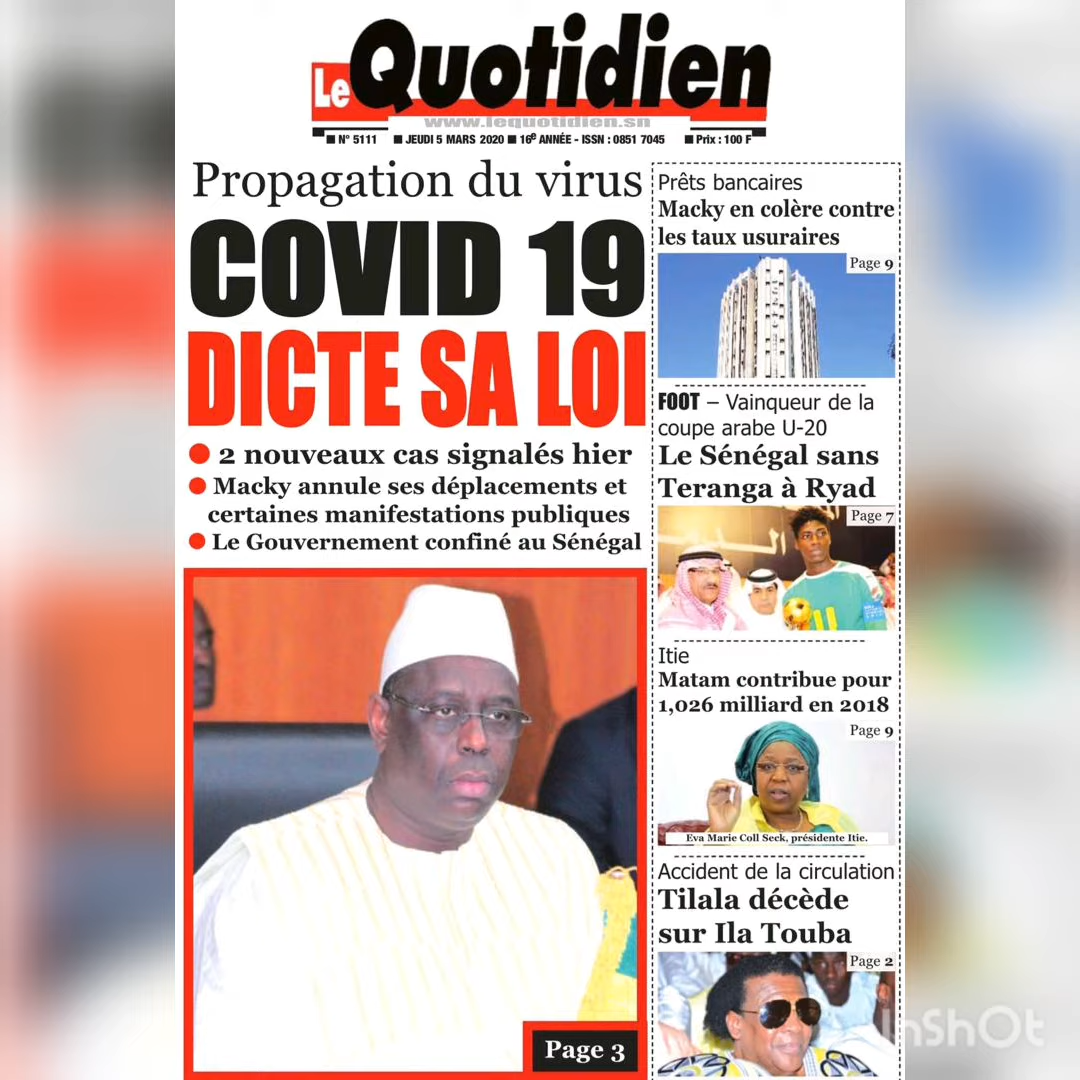 Le Quotidien
www.lequotidien.sn
N° 5111 JEUDI 5 MARS 2020 16e ANNÉE - ISSN : 0851 7045 Prix : 100 F
Propagation du virus
COVID 19
DICTE SA LOI
2 nouveaux cas signalés hier
Macky annule ses déplacements et
certaines manifestations publiques
Le Gouvernement confiné au Sénégal
Page 3
Prêts bancaires
Macky en colère contre
les taux usuraires
Page 9
FOOT – Vainqueur de la
coupe arabe U-20
Le Sénégal sans
Teranga à Ryad
Page 7
Itie
Matam contribue pour
1,026 milliard en 2018
Page 9
Eva Marie Coll Seck, présidente Itie.
Accident de la circulation
Tilala décède
sur Ila Touba
Page 2
InShOt